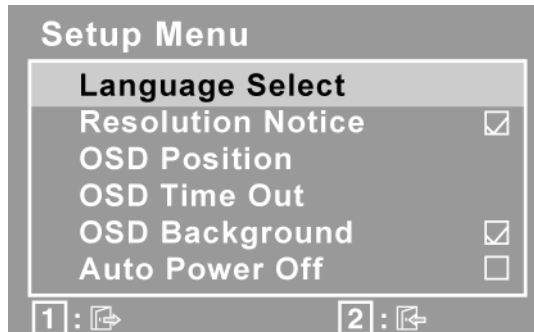 Setup Menu
Language Select
Resolution Notice
OSD Position
OSD Time Out
OSD Background
Auto Power Off
1 : 2 :